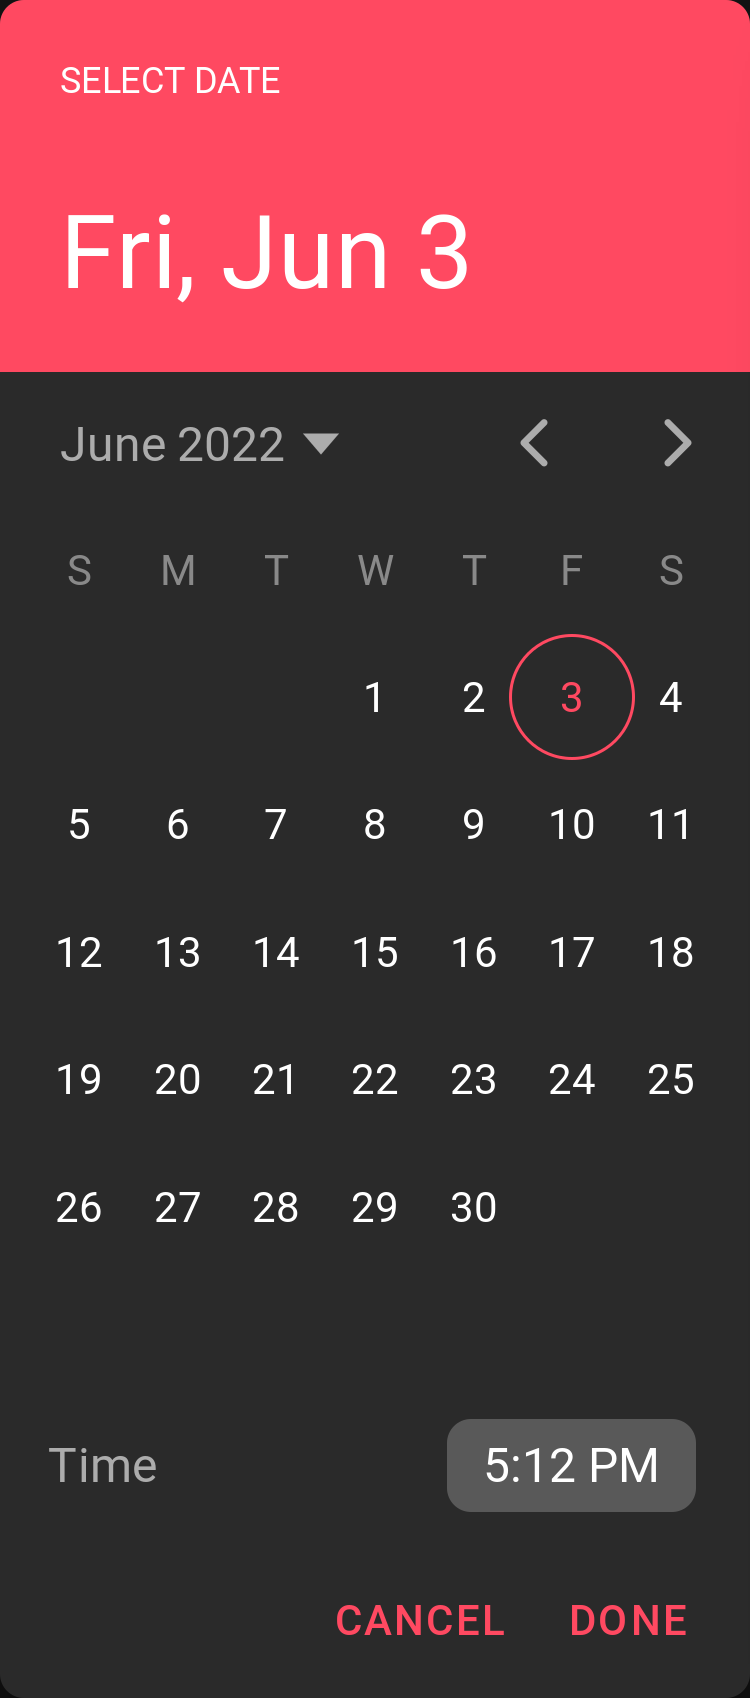 SELECT DATE
Fri, Jun 3
June 2022
S M T W T F S
1 2 3 4
5 6 7 8 9 10 11
12 13 14 15 16 17 18
19 20 21 22 23 24 25
26 27 28 29 30
Time 5:12 PM
CANCEL DONE